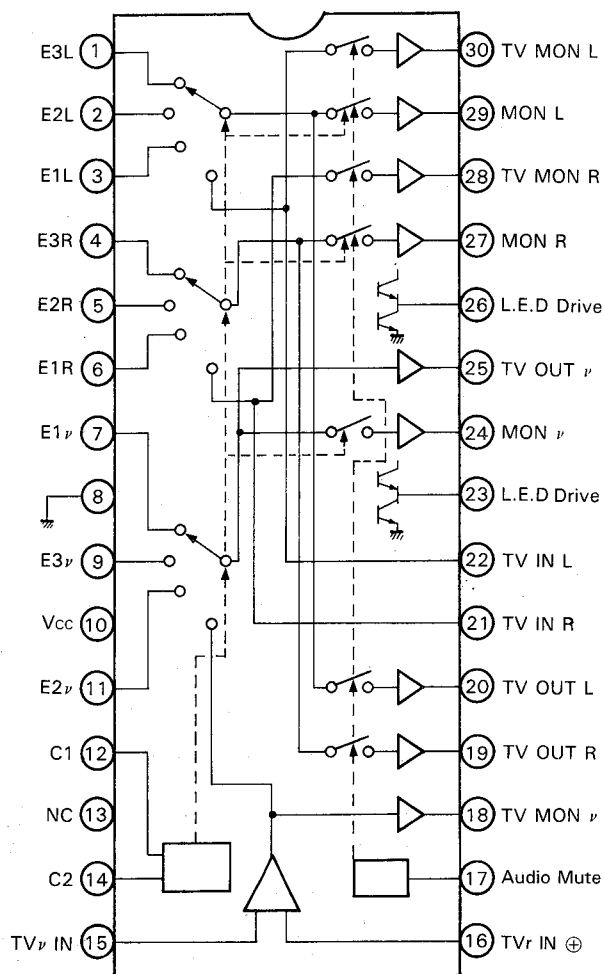 E3L 1 30 TV MON L
E2L 2 29 MON L
E1L 3 28 TV MON R
E3R 4 27 MON R
E2R 5 26 L.E.D Drive
E1R 6 25 TV OUT ν
E1ν 7 24 MON ν
8 23 L.E.D Drive
E3ν 9 22 TV IN L
Vcc 10 21 TV IN R
E2ν 11 20 TV OUT L
C1 12 19 TV OUT R
NC 13 18 TV MON ν
C2 14 17 Audio Mute
TVν IN 15 16 TVr IN ⊕